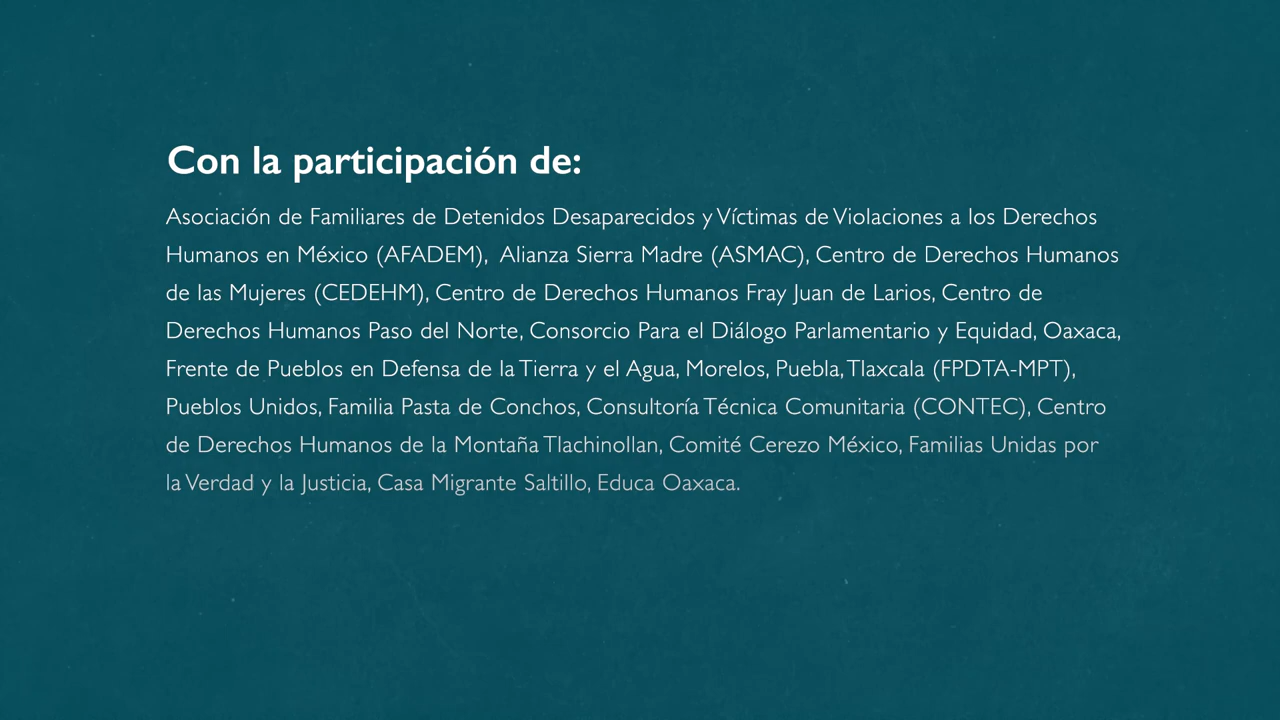 Con la participación de:
Asociación de Familiares de Detenidos Desaparecidos y Víctimas de Violaciones a los Derechos
Humanos en México (AFADEM), Alianza Sierra Madre (ASMAC), Centro de Derechos Humanos
de las Mujeres (CEDEHM), Centro de Derechos Humanos Fray Juan de Larios, Centro de
Derechos Humanos Paso del Norte, Consorcio Para el Diálogo Parlamentario y Equidad, Oaxaca,
Frente de Pueblos en Defensa de la Tierra y el Agua, Morelos, Puebla, Tlaxcala (FPDTA-MPT),
Pueblos Unidos, Familia Pasta de Conchos, Consultoría Técnica Comunitaria (CONTEC), Centro
de Derechos Humanos de la Montaña Tlachinollan, Comité Cerezo México, Familias Unidas por
la Verdad y la Justicia, Casa Migrante Saltillo, Educa Oaxaca.